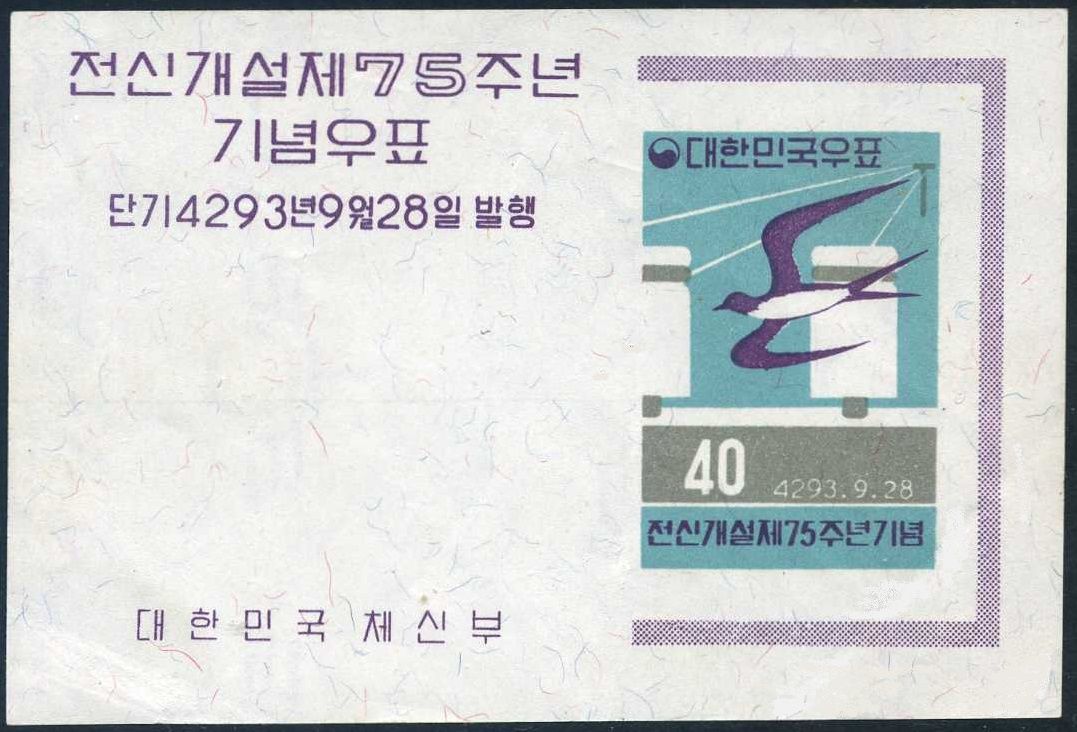 전신개설제75주년
기념우표
단기4293년9월28일 발행
대한민국우표
40
4293.9.28
전신개설제75주년기념
대한민국 체신부